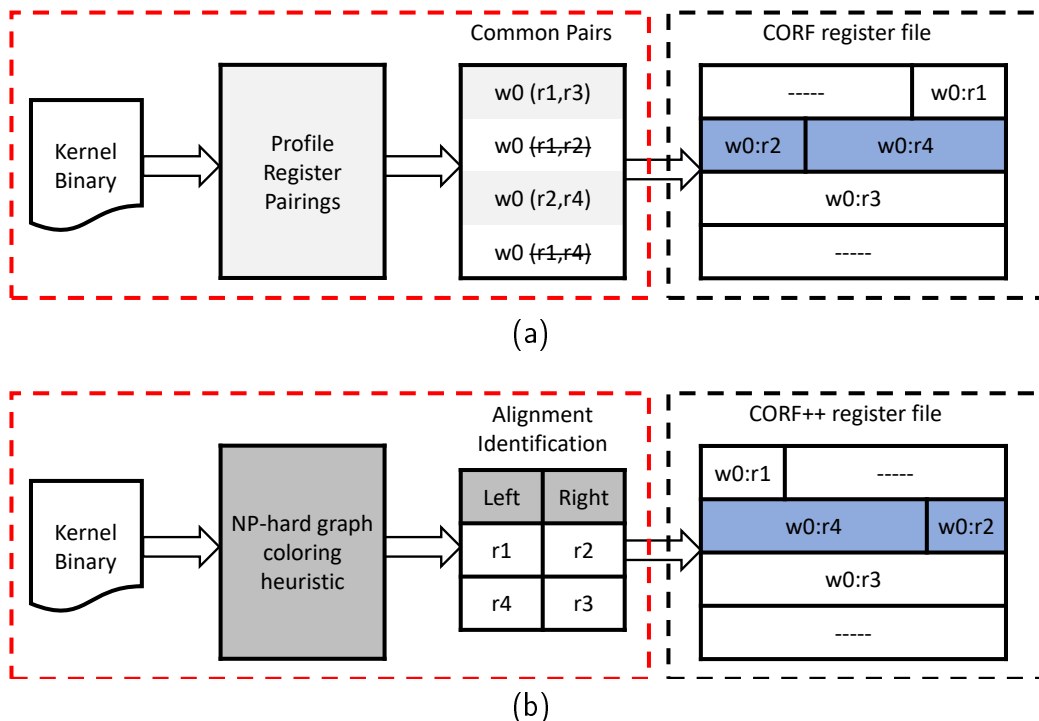 Common Pairs
CORF register file
Kernel
Binary
Profile
Register
Pairings
w0 (r1,r3)
w0 (r1,r2)
w0 (r2,r4)
w0 (r1,r4)
-----
w0:r1
w0:r2
w0:r4
w0:r3
-----
(a)
Alignment
Identification
CORF++ register file
Kernel
Binary
NP-hard graph
coloring
heuristic
Left
Right
r1
r2
r4
r3
w0:r1
-----
w0:r4
w0:r2
w0:r3
-----
(b)